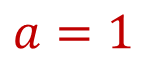 a = 1